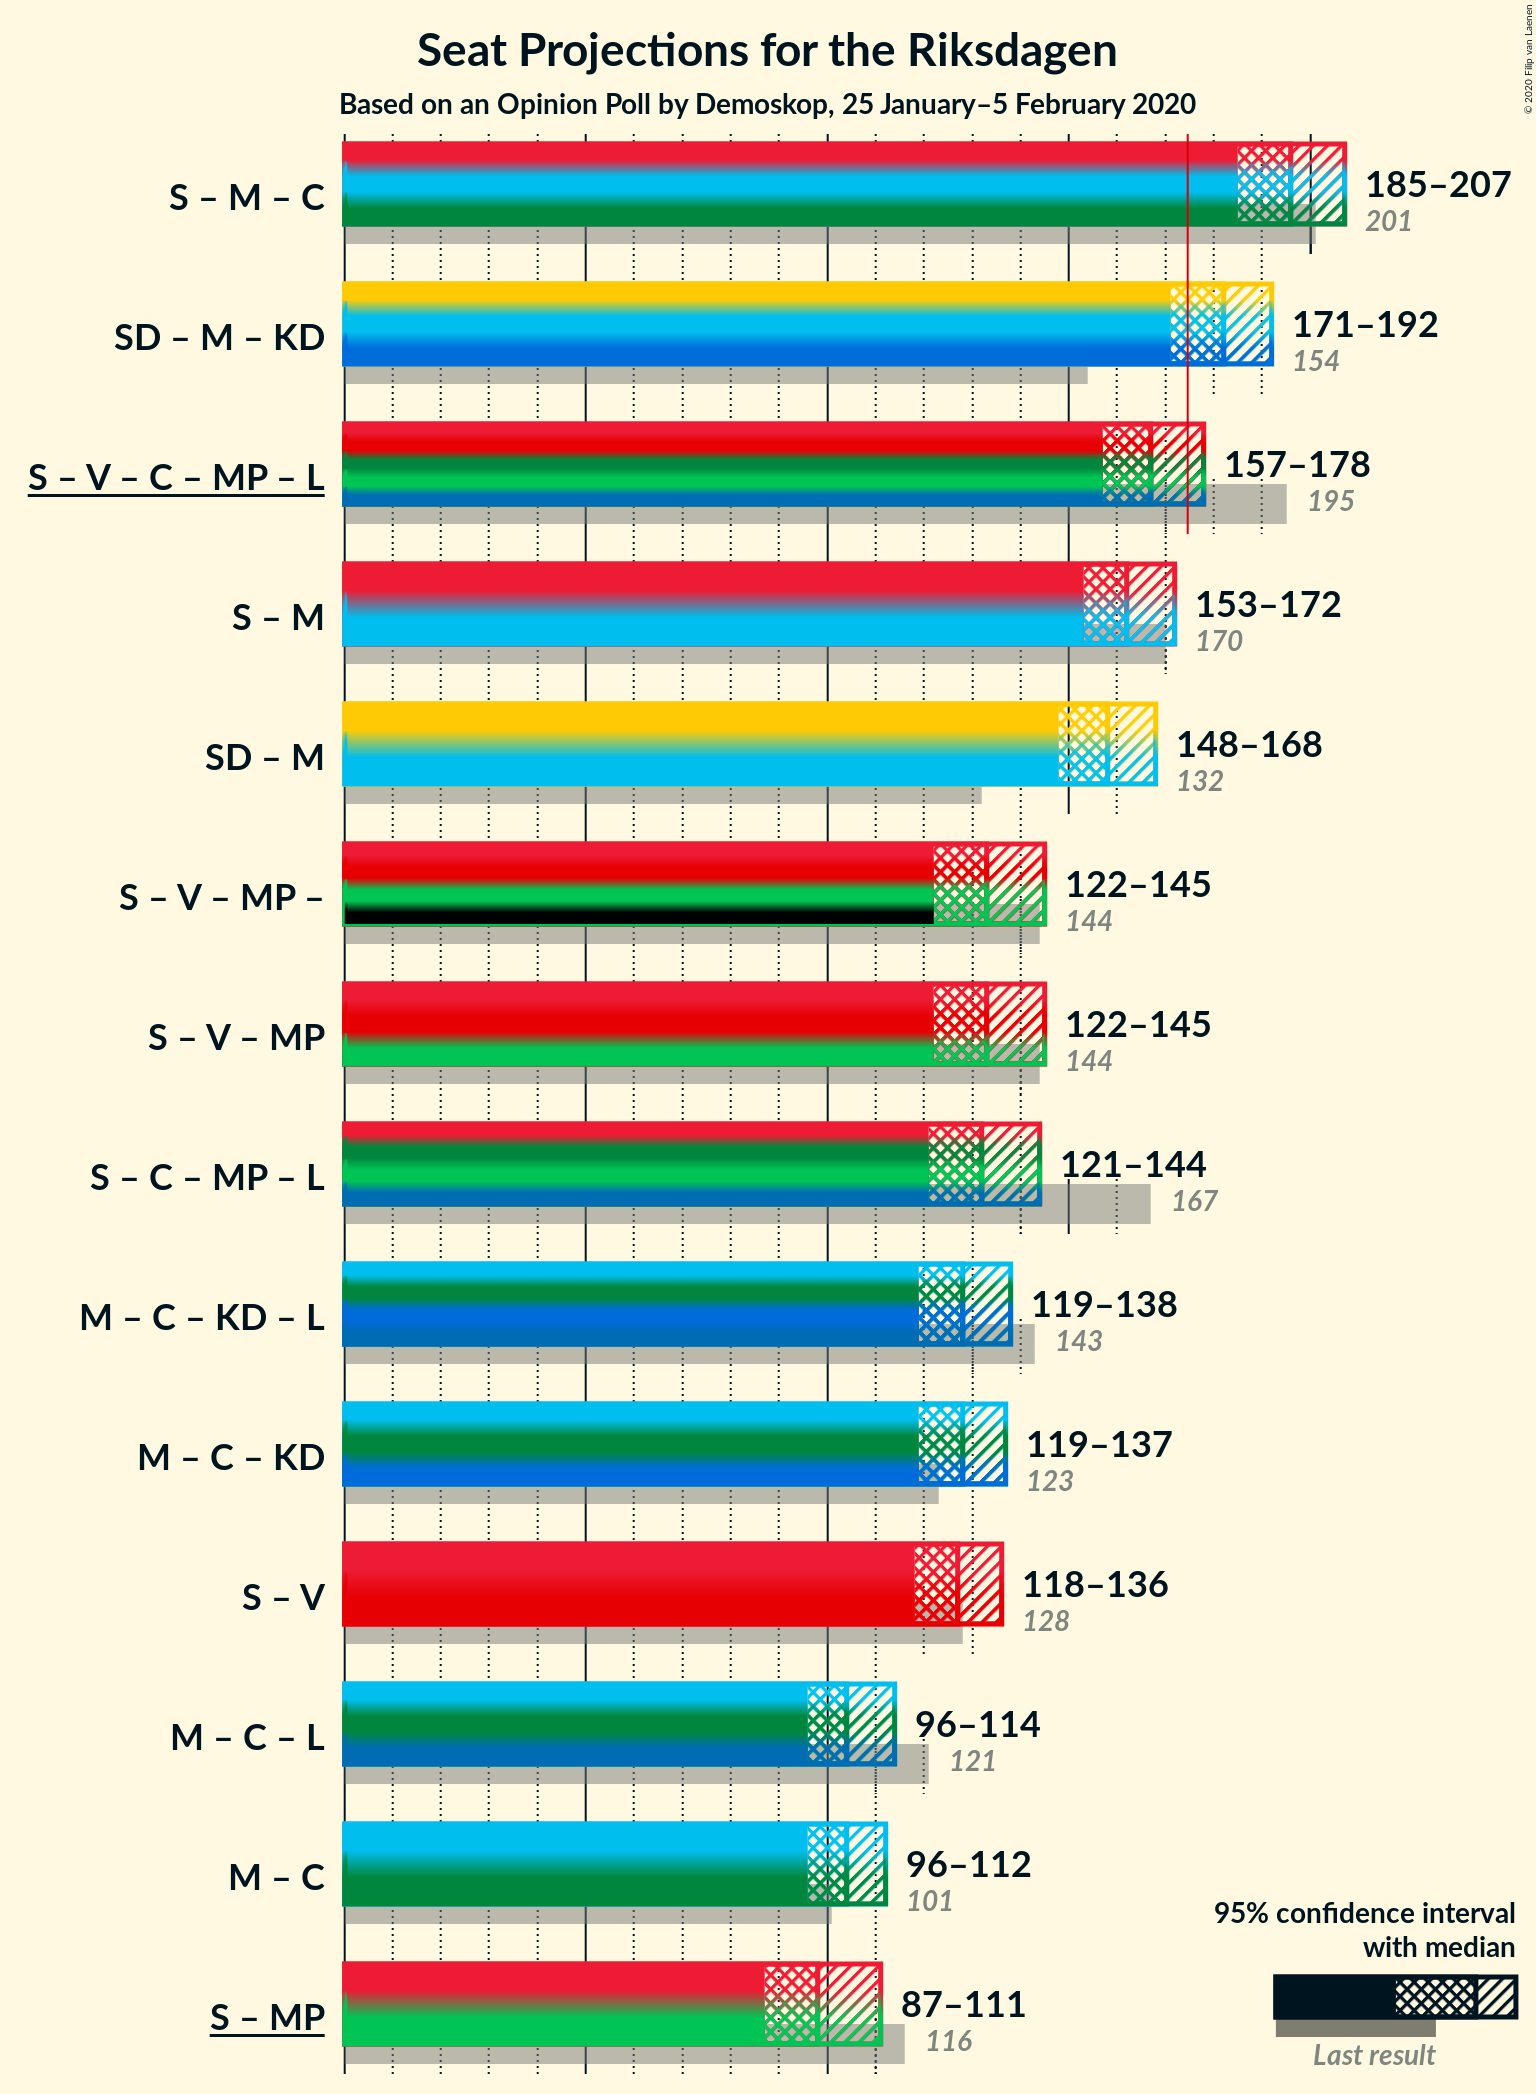 Seat Projections for the Riksdagen
Based on an Opinion Poll by Demoskop, 25 January–5 February 2020
© 2020 Filip van Laenen
S – M – C
185–207
201
SD – M – KD
171–192
154
S – V – C – MP – L
157–178
195
S – M
153–172
170
SD – M
148–168
132
S – V – MP –
122–145
144
S – V – MP
122–145
144
S – C – MP – L
121–144
167
M – C – KD – L
119–138
143
M – C – KD
119–137
123
S – V
118–136
128
M – C – L
96–114
121
M – C
96–112
101
S – MP
87–111
116
95% confidence interval
with median
Last result